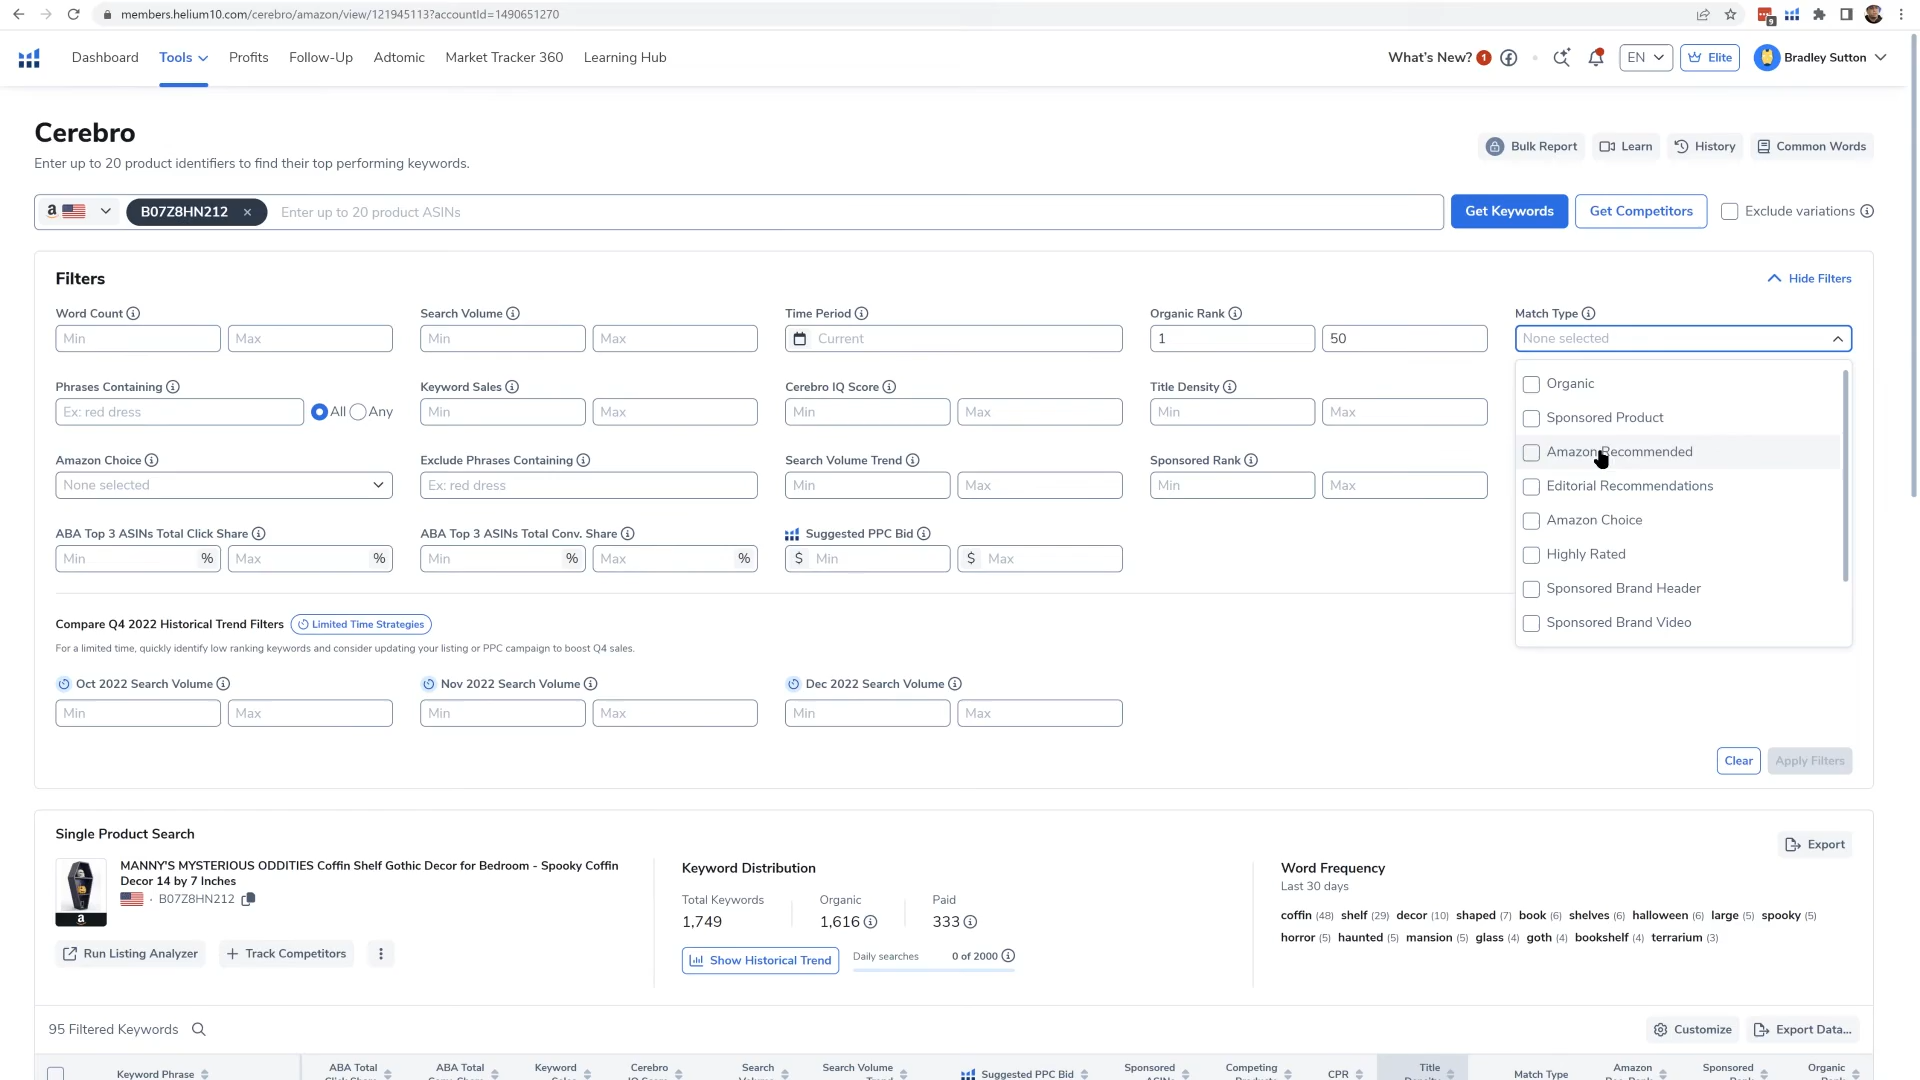 members.helium10.com/cerebro/amazon/view/121945113?accountId=1490651270
9
Dashboard Tools Profits Follow-Up Adtomic Market Tracker 360 Learning Hub What's New? 1 EN Elite Bradley Sutton
Cerebro
Enter up to 20 product identifiers to find their top performing keywords.
Bulk Report Learn History Common Words
a B07Z8HN212 × Enter up to 20 product ASINs Get Keywords Get Competitors Exclude variations
Filters Hide Filters
Word Count Search Volume Time Period Organic Rank Match Type
Min Max Min Max Current 1 50 None selected
Phrases Containing Keyword Sales Cerebro IQ Score Title Density
Ex: red dress All Any Min Max Min Max Min Max
Amazon Choice Exclude Phrases Containing Search Volume Trend Sponsored Rank
None selected Ex: red dress Min Max Min Max
ABA Top 3 ASINs Total Click Share ABA Top 3 ASINs Total Conv. Share Suggested PPC Bid
Min % Max % Min % Max % $ Min $ Max
Organic
Sponsored Product
Amazon Recommended
Editorial Recommendations
Amazon Choice
Highly Rated
Sponsored Brand Header
Sponsored Brand Video
Compare Q4 2022 Historical Trend Filters Limited Time Strategies
For a limited time, quickly identify low ranking keywords and consider updating your listing or PPC campaign to boost Q4 sales.
Oct 2022 Search Volume Nov 2022 Search Volume Dec 2022 Search Volume
Min Max Min Max Min Max
Clear Apply Filters
Single Product Search
Export
MANNY'S MYSTERIOUS ODDITIES Coffin Shelf Gothic Decor for Bedroom - Spooky Coffin
Decor 14 by 7 Inches
· B07Z8HN212
a
Run Listing Analyzer + Track Competitors
Keyword Distribution
Total Keywords Organic Paid
1,749 1,616 333
Show Historical Trend Daily searches 0 of 2000
Word Frequency
Last 30 days
coffin (48) shelf (29) decor (10) shaped (7) book (6) shelves (6) halloween (6) large (5) spooky (5)
horror (5) haunted (5) mansion (5) glass (4) goth (4) bookshelf (4) terrarium (3)
95 Filtered Keywords Customize Export Data...
Keyword Phrase ABA Total ABA Total Keyword Cerebro Search Search Volume Suggested PPC Bid Sponsored Competing CPR Title Match Type Amazon Sponsored Organic